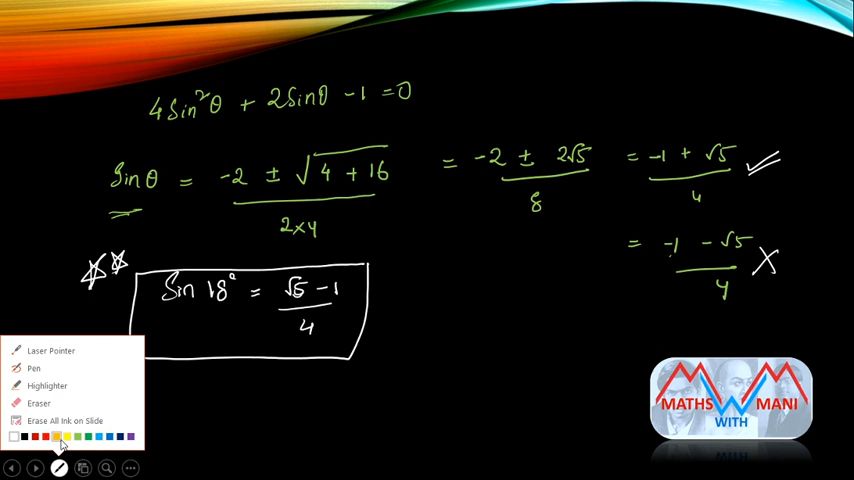 4Sin²θ + 2Sinθ -1 =0
Sinθ = -2 ± √4 + 16 / 2×4 = -2 ± 2√5 / 8 = -1 + √5 / 4
= -1 - √5 / 4
Sin 18° = √5 - 1 / 4
Laser Pointer
Pen
Highlighter
Eraser
Erase All Ink on Slide
MATHS MANI
WITH